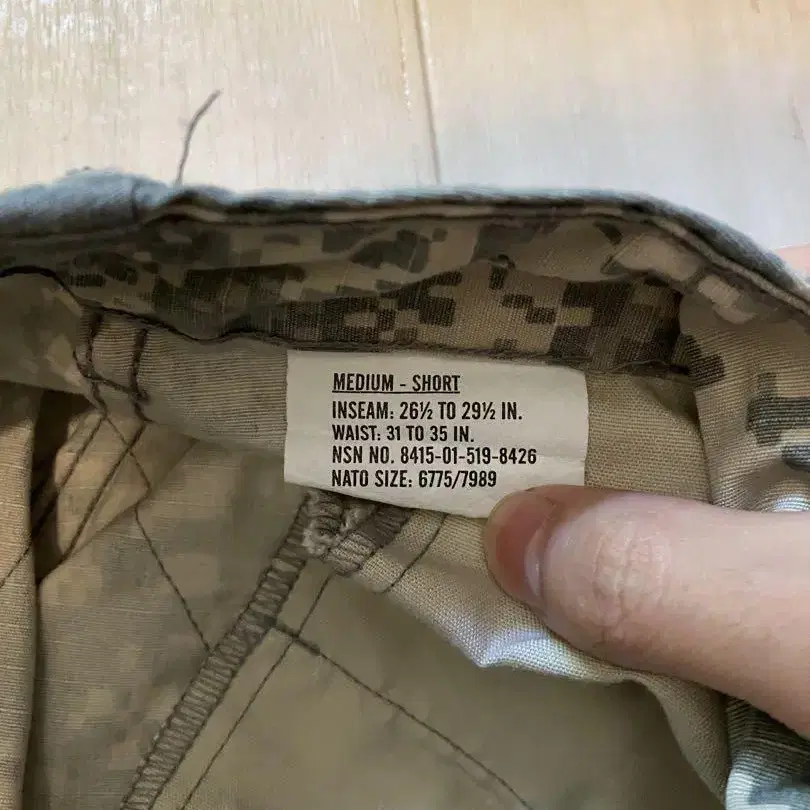 MEDIUM - SHORT
INSEAM: 26½ TO 29½ IN.
WAIST: 31 TO 35 IN.
NSN NO. 8415-01-519-8426
NATO SIZE: 6775/7989